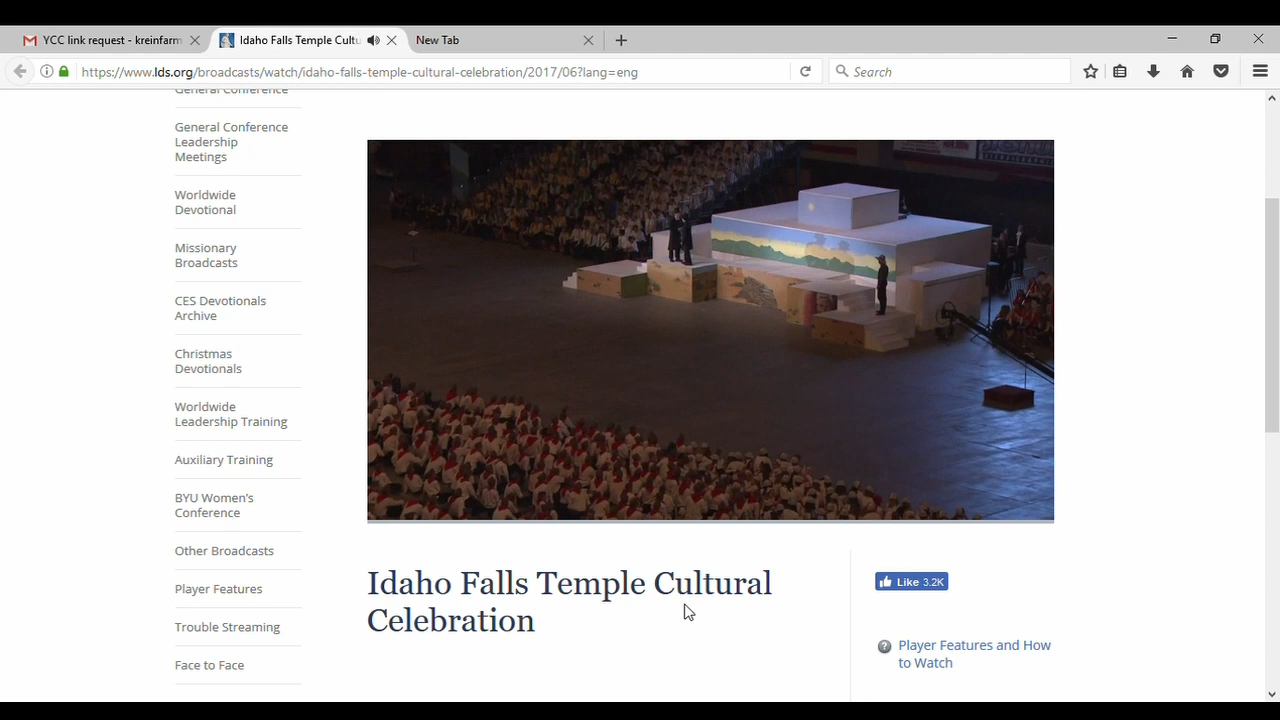 YCC link request - kreinfarm
Idaho Falls Temple Cultu
New Tab
https://www.lds.org/broadcasts/watch/idaho-falls-temple-cultural-celebration/2017/06?lang=eng
Search
General Conference
General Conference
Leadership
Meetings
Worldwide
Devotional
Missionary
Broadcasts
CES Devotionals
Archive
Christmas
Devotionals
Worldwide
Leadership Training
Auxiliary Training
BYU Women's
Conference
Other Broadcasts
Player Features
Trouble Streaming
Face to Face
Idaho Falls Temple Cultural
Celebration
Like 3.2K
Player Features and How
to Watch